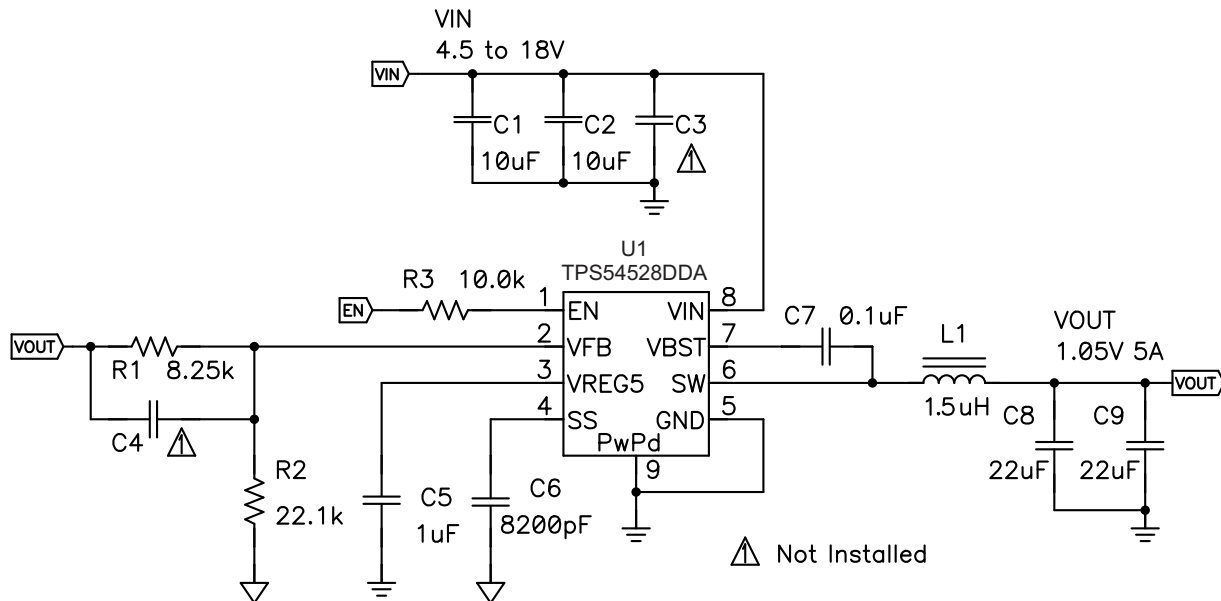 VIN
4.5 to 18V
VIN
C1
C2
C3
10uF
10uF
1
U1
TPS54528DDA
R3 10.0k
EN
1
EN
VIN
8
C7
0.1uF
VOUT
R1
8.25k
2
VFB
VBST
7
L1
VOUT
1.05V 5A
3
VREG5
SW
6
1.5uH
VOUT
C4
1
4
SS
GND
5
PwPd
9
C8
C9
22uF
22uF
R2
22.1k
C5
1uF
C6
8200pF
1 Not Installed